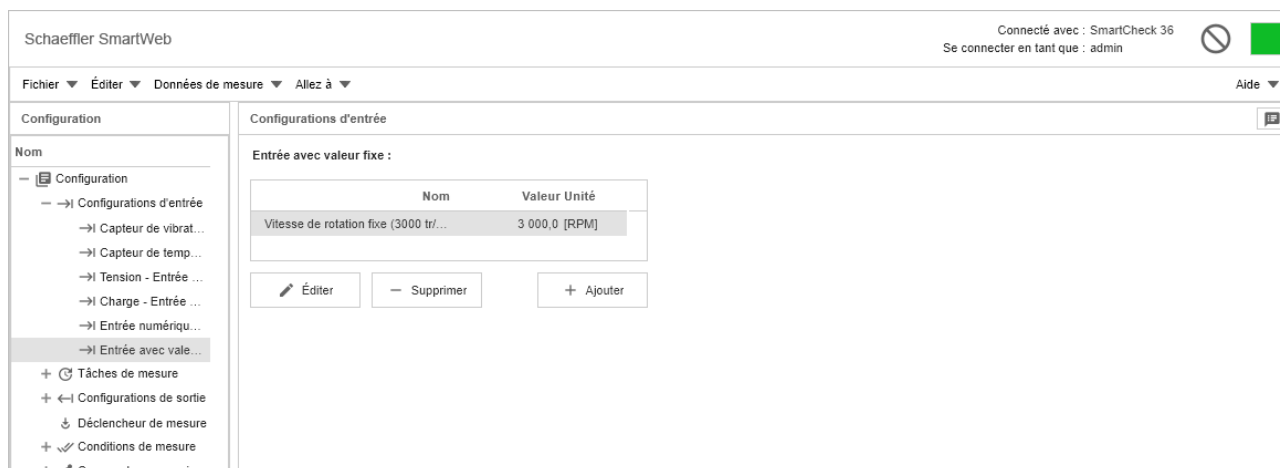 Schaeffler SmartWeb
Connecté avec : SmartCheck 36
Se connecter en tant que : admin
Fichier Éditer Données de mesure Allez à Aide
Configuration
Nom
Configuration
Configurations d'entrée
Capteur de vibrat...
Capteur de temp...
Tension - Entrée ...
Charge - Entrée ...
Entrée numériqu...
Entrée avec vale...
Tâches de mesure
Configurations de sortie
Déclencheur de mesure
Conditions de mesure
Configurations d'entrée
Entrée avec valeur fixe :
Nom Valeur Unité
Vitesse de rotation fixe (3000 tr/... 3 000,0 [RPM]
Éditer Supprimer Ajouter